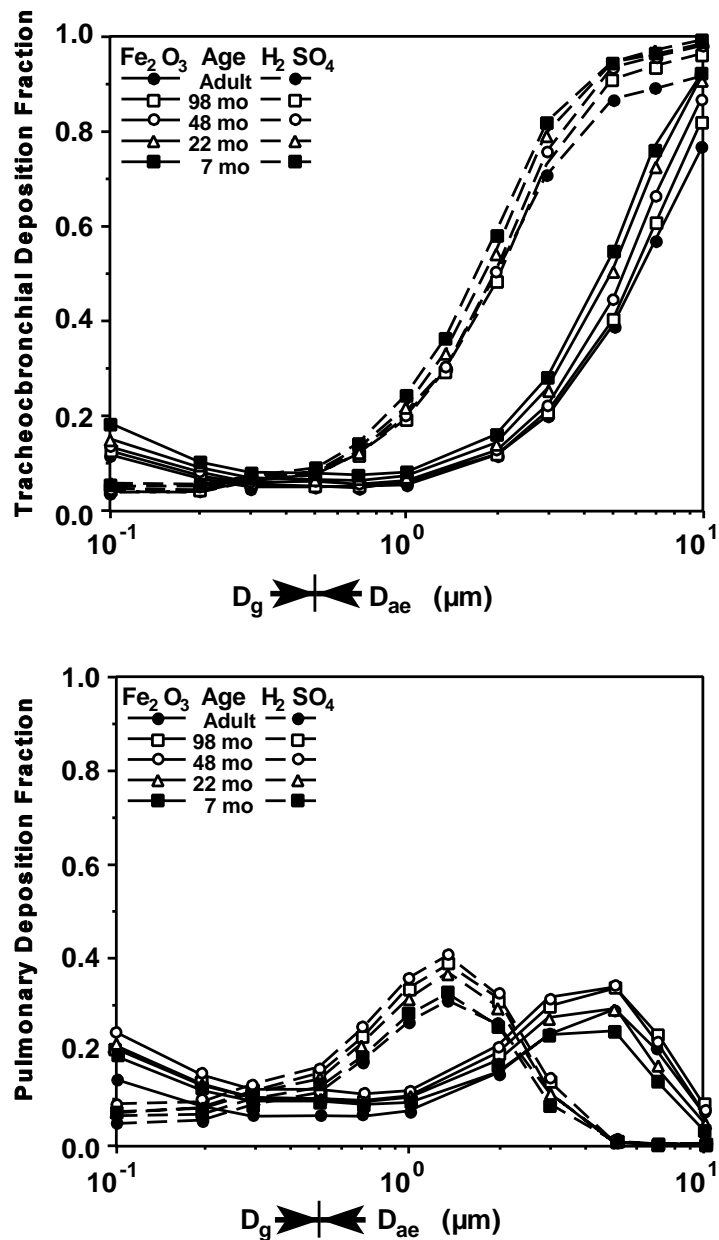 Tracheocbronchial Deposition Fraction
1.0
0.8
0.6
0.4
0.2
0.0
Fe2 O3 Age H2 SO4
Adult
98 mo
48 mo
22 mo
7 mo
10-1 100 101
Dg Dae (µm)
Pulmonary Deposition Fraction
1.0
0.8
0.6
0.4
0.2
0.0
Fe2 O3 Age H2 SO4
Adult
98 mo
48 mo
22 mo
7 mo
10-1 100 101
Dg Dae (µm)